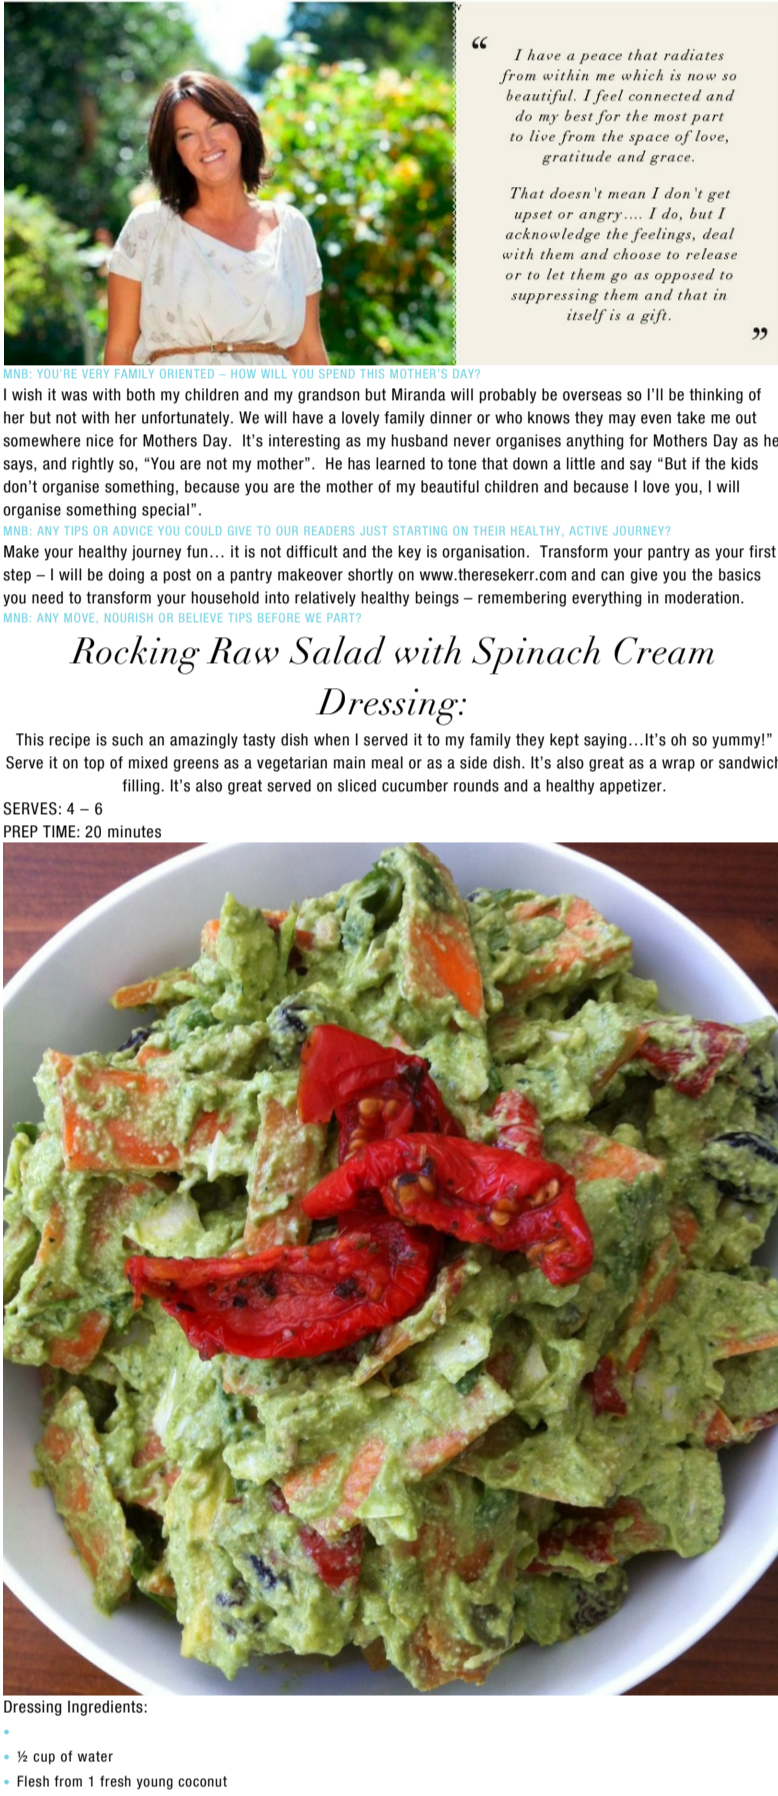 “
I have a peace that radiates
from within me which is now so
beautiful. I feel connected and
do my best for the most part
to live from the space of love,
gratitude and grace.
That doesn't mean I don't get
upset or angry.... I do, but I
acknowledge the feelings, deal
with them and choose to release
or to let them go as opposed to
suppressing them and that in
itself is a gift.
”
MNB: YOU'RE VERY FAMILY ORIENTED – HOW WILL YOU SPEND THIS MOTHER'S DAY?
I wish it was with both my children and my grandson but Miranda will probably be overseas so I'll be thinking of
her but not with her unfortunately. We will have a lovely family dinner or who knows they may even take me out
somewhere nice for Mothers Day.  It's interesting as my husband never organises anything for Mothers Day as he
says, and rightly so, “You are not my mother”.  He has learned to tone that down a little and say “But if the kids
don't organise something, because you are the mother of my beautiful children and because I love you, I will
organise something special”.
MNB: ANY TIPS OR ADVICE YOU COULD GIVE TO OUR READERS JUST STARTING ON THEIR HEALTHY, ACTIVE JOURNEY?
Make your healthy journey fun… it is not difficult and the key is organisation.  Transform your pantry as your first
step – I will be doing a post on a pantry makeover shortly on www.theresekerr.com and can give you the basics
you need to transform your household into relatively healthy beings – remembering everything in moderation.
MNB: ANY MOVE, NOURISH OR BELIEVE TIPS BEFORE WE PART?
Rocking Raw Salad with Spinach Cream
Dressing:
This recipe is such an amazingly tasty dish when I served it to my family they kept saying…It's oh so yummy!”
Serve it on top of mixed greens as a vegetarian main meal or as a side dish. It's also great as a wrap or sandwich
filling. It's also great served on sliced cucumber rounds and a healthy appetizer.
SERVES: 4 – 6
PREP TIME: 20 minutes
Dressing Ingredients:
•
• ½ cup of water
• Flesh from 1 fresh young coconut